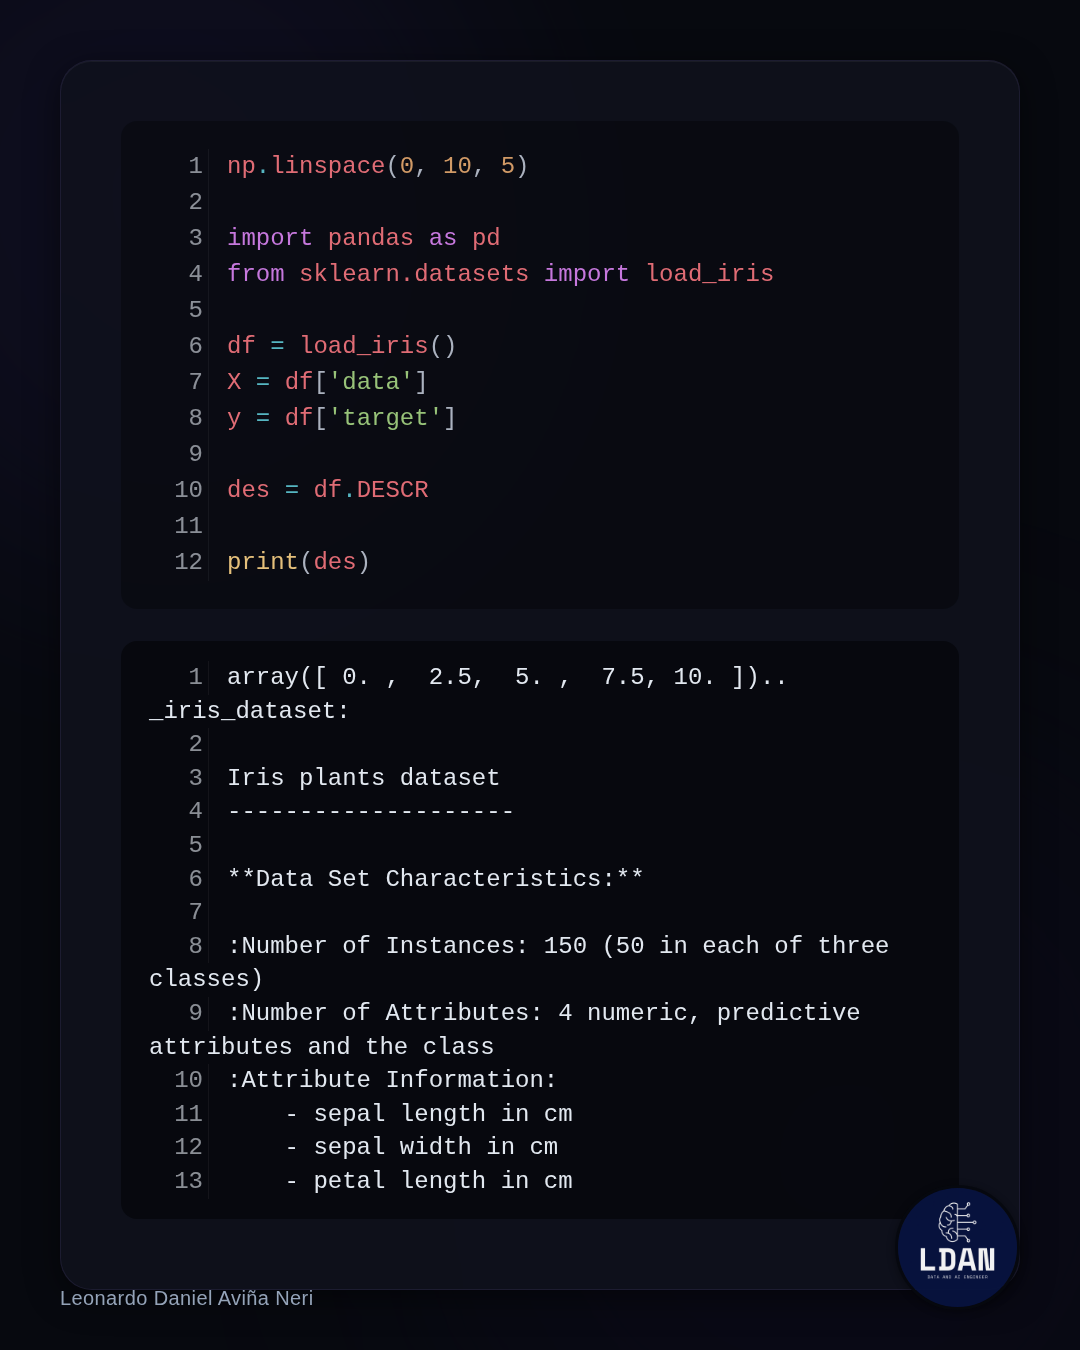 1 np.linspace(0, 10, 5)
2
3 import pandas as pd
4 from sklearn.datasets import load_iris
5
6 df = load_iris()
7 X = df['data']
8 y = df['target']
9
10 des = df.DESCR
11
12 print(des)
1 array([ 0. ,  2.5,  5. ,  7.5, 10. ])..
_iris_dataset:
2
3 Iris plants dataset
4 --------------------
5
6 **Data Set Characteristics:**
7
8 :Number of Instances: 150 (50 in each of three
classes)
9 :Number of Attributes: 4 numeric, predictive
attributes and the class
10 :Attribute Information:
11     - sepal length in cm
12     - sepal width in cm
13     - petal length in cm
LDAN
DATA AND AI ENGINEER
Leonardo Daniel Aviña Neri